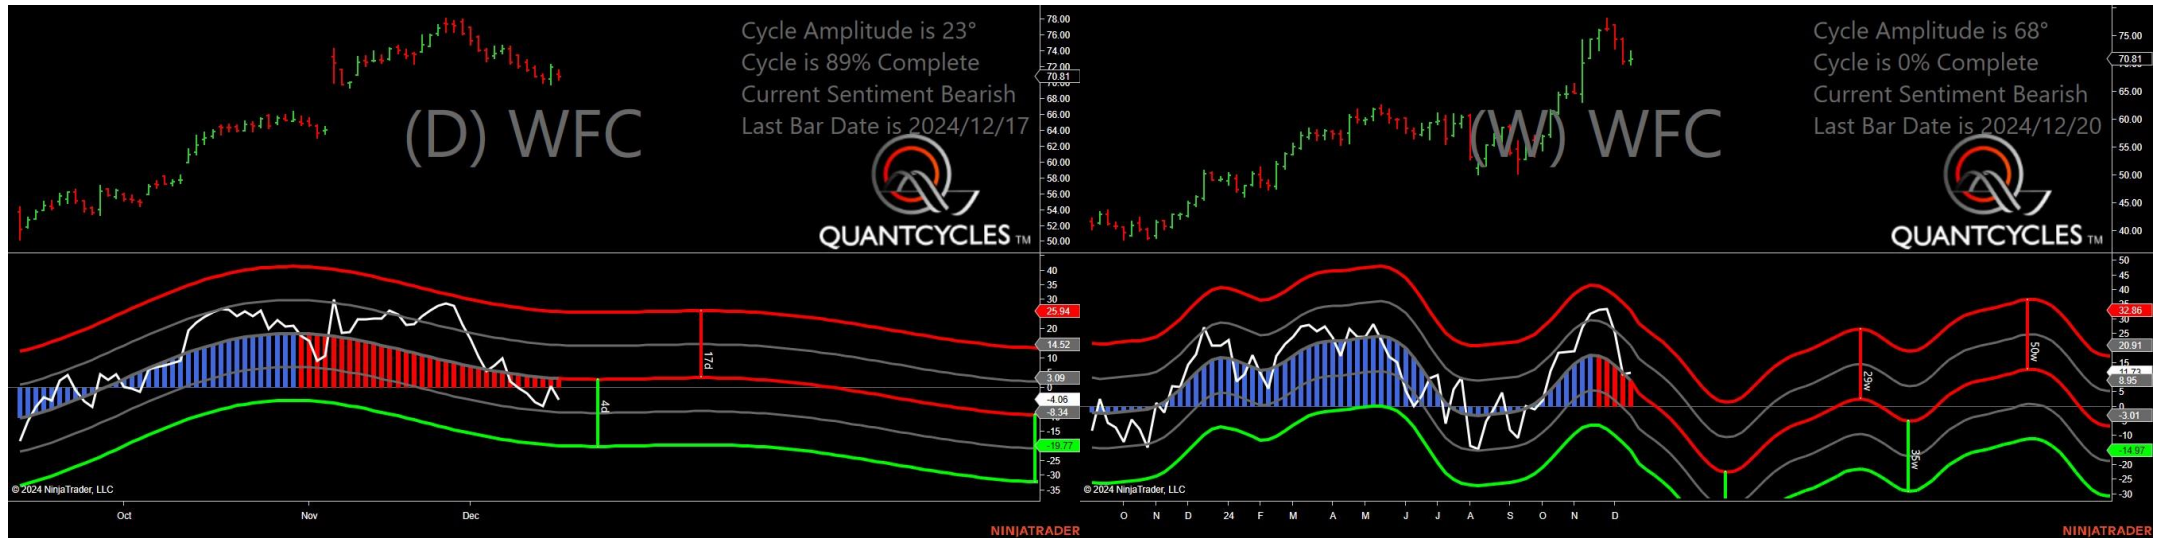 Cycle Amplitude is 23°
Cycle is 89% Complete
Current Sentiment Bearish
Last Bar Date is 2024/12/17
(D) WFC
QUANTCYCLES TM
78.00
76.00
74.00
72.00
70.81
68.00
66.00
64.00
62.00
60.00
58.00
56.00
54.00
52.00
50.00
40
35
30
25.94
20
14.52
10
5
3.09
0
-4.06
-8.34
-15
-19.77
-25
-30
-35
17d
4d
© 2024 NinjaTrader, LLC
Oct
Nov
Dec
NINJATRADER
Cycle Amplitude is 68°
Cycle is 0% Complete
Current Sentiment Bearish
Last Bar Date is 2024/12/20
(W) WFC
QUANTCYCLES TM
75.00
70.81
65.00
60.00
55.00
50.00
45.00
40.00
50
45
40
35
32.86
30
25
20.91
15
11.73
8.95
5
0
-3.01
-10
-14.97
-20
-25
-30
29w
35w
50w
© 2024 NinjaTrader, LLC
O N D 24 F M A M J J A S O N D
NINJATRADER